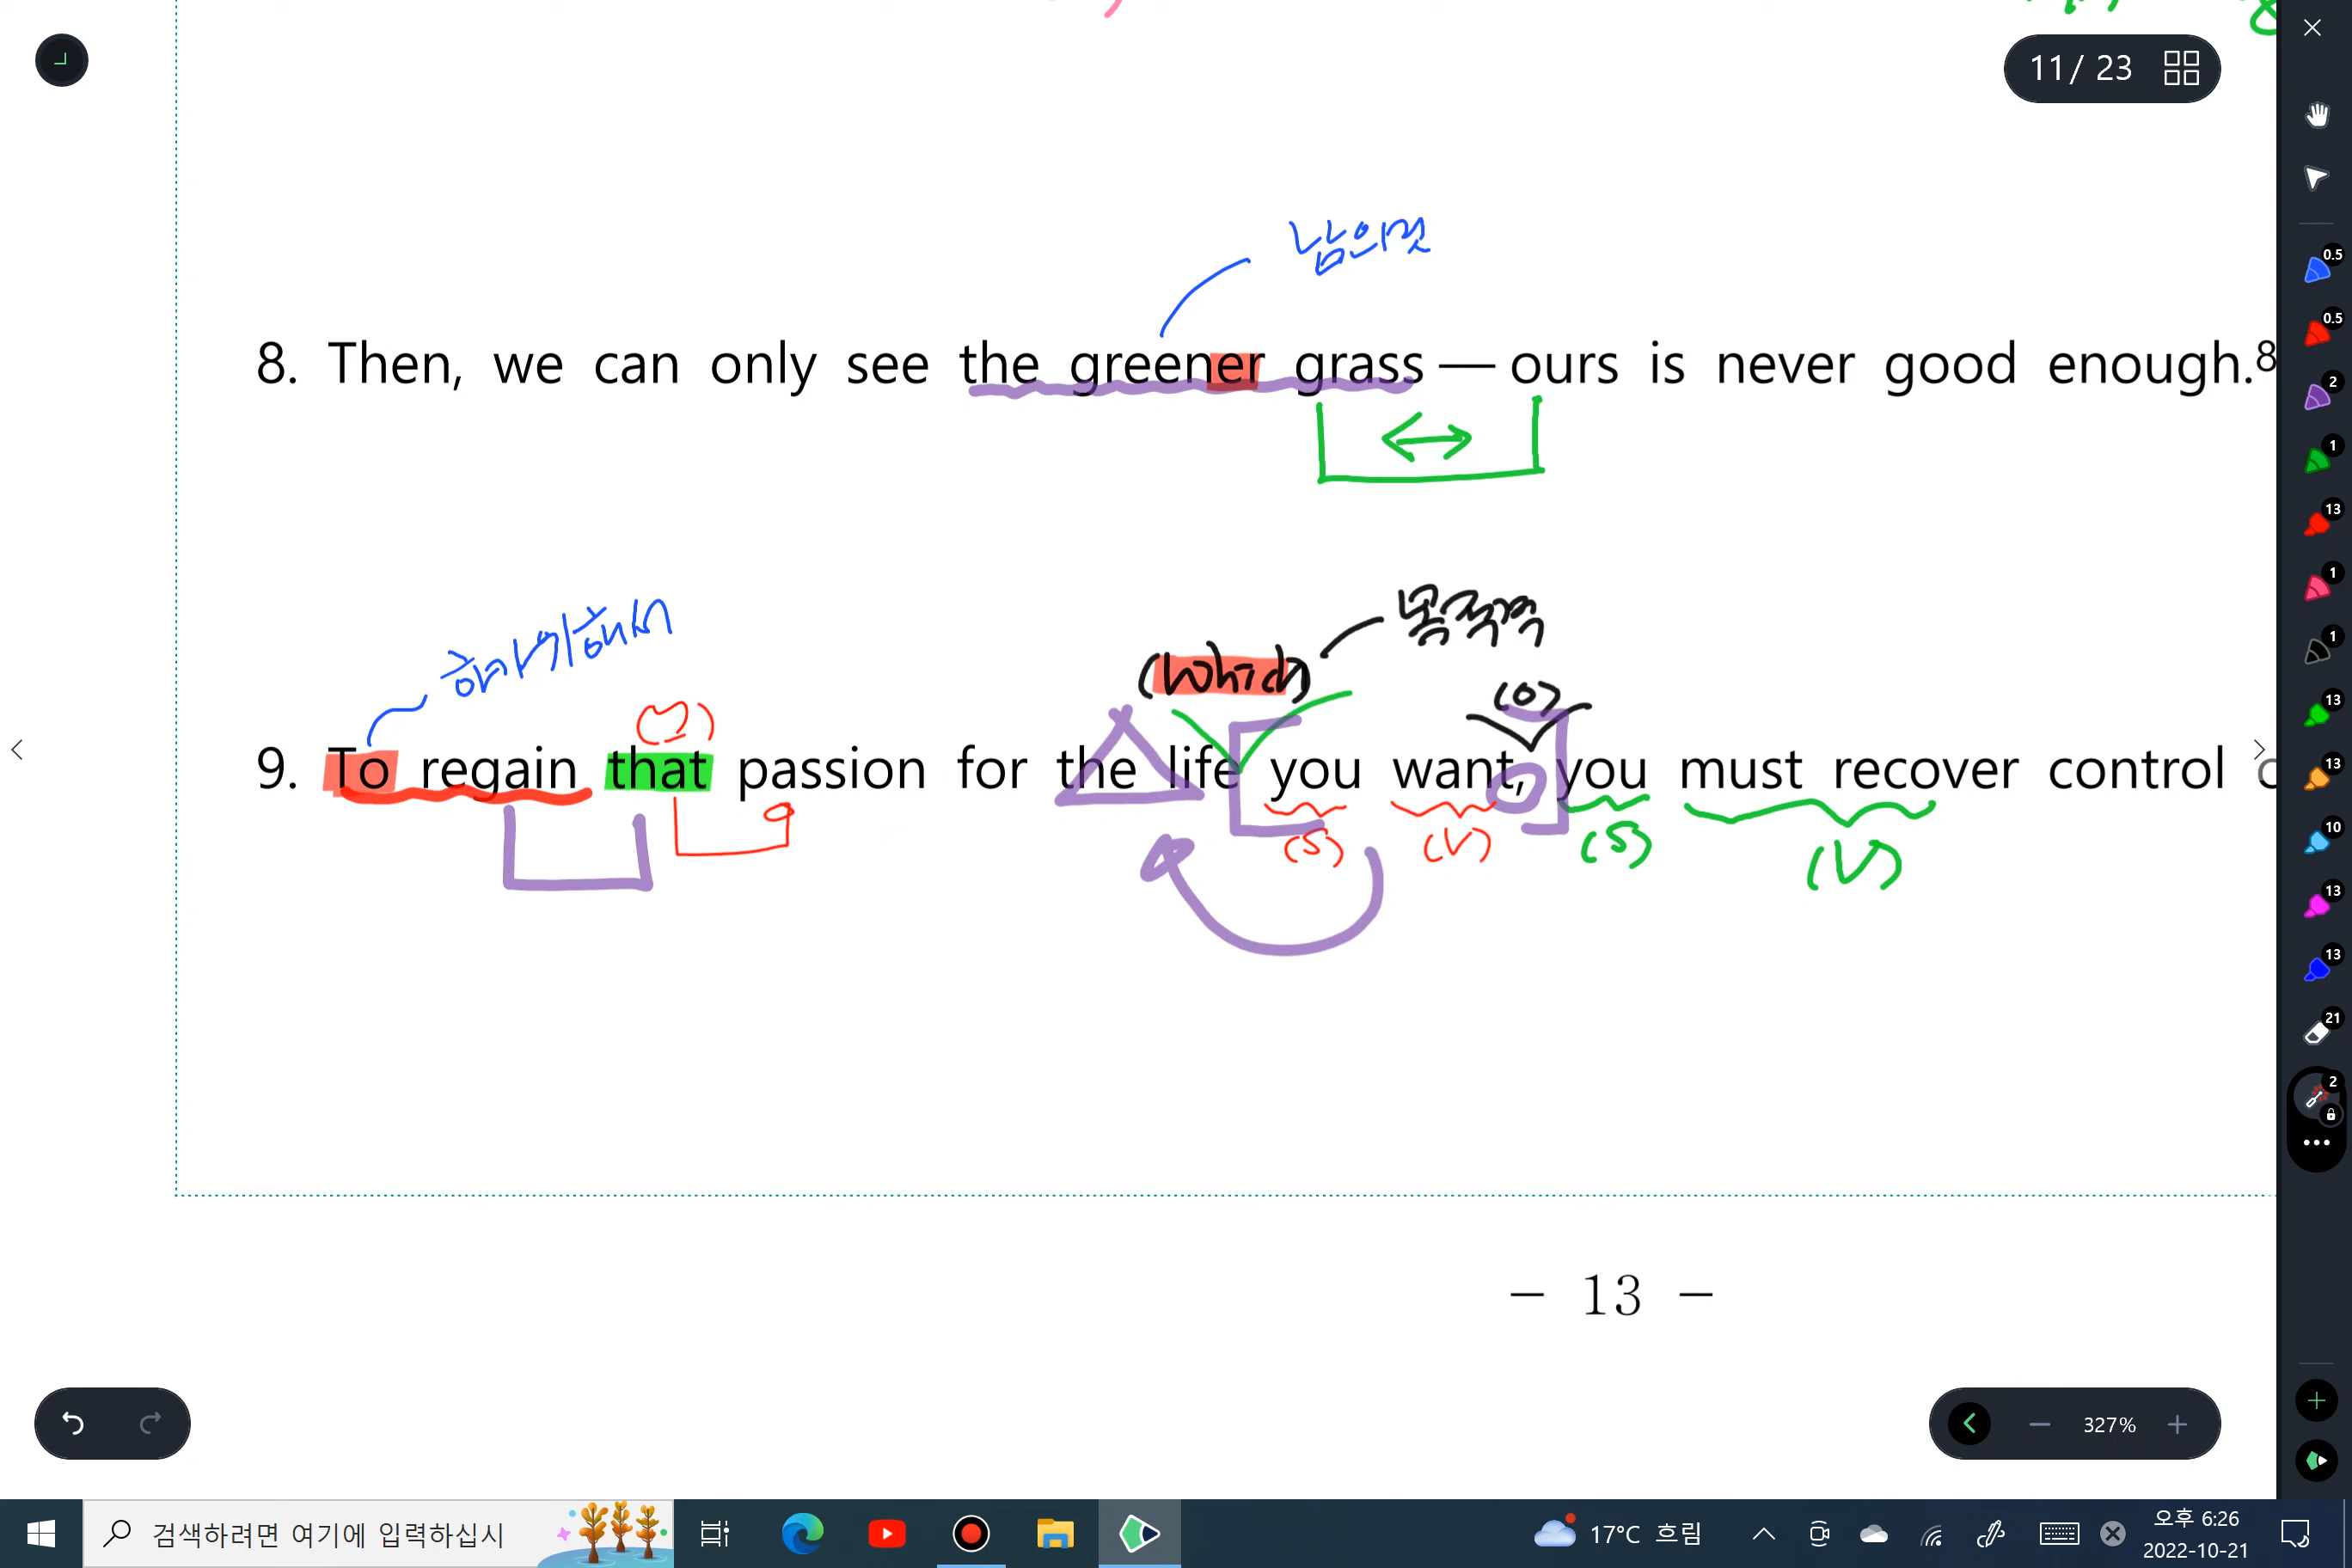 11/ 23
남의 것
8. Then, we can only see the greener grass — ours is never good enough.8
하기 위해서
(which)
목적격
(그)
(O)
9. To regain that passion for the life you want, you must recover control
(S) (V) (S) (V)
- 13 -
327%
0.5
0.5
2
1
13
1
1
13
13
10
13
13
21
2
검색하려면 여기에 입력하십시
17°C 흐림
오후 6:26
2022-10-21